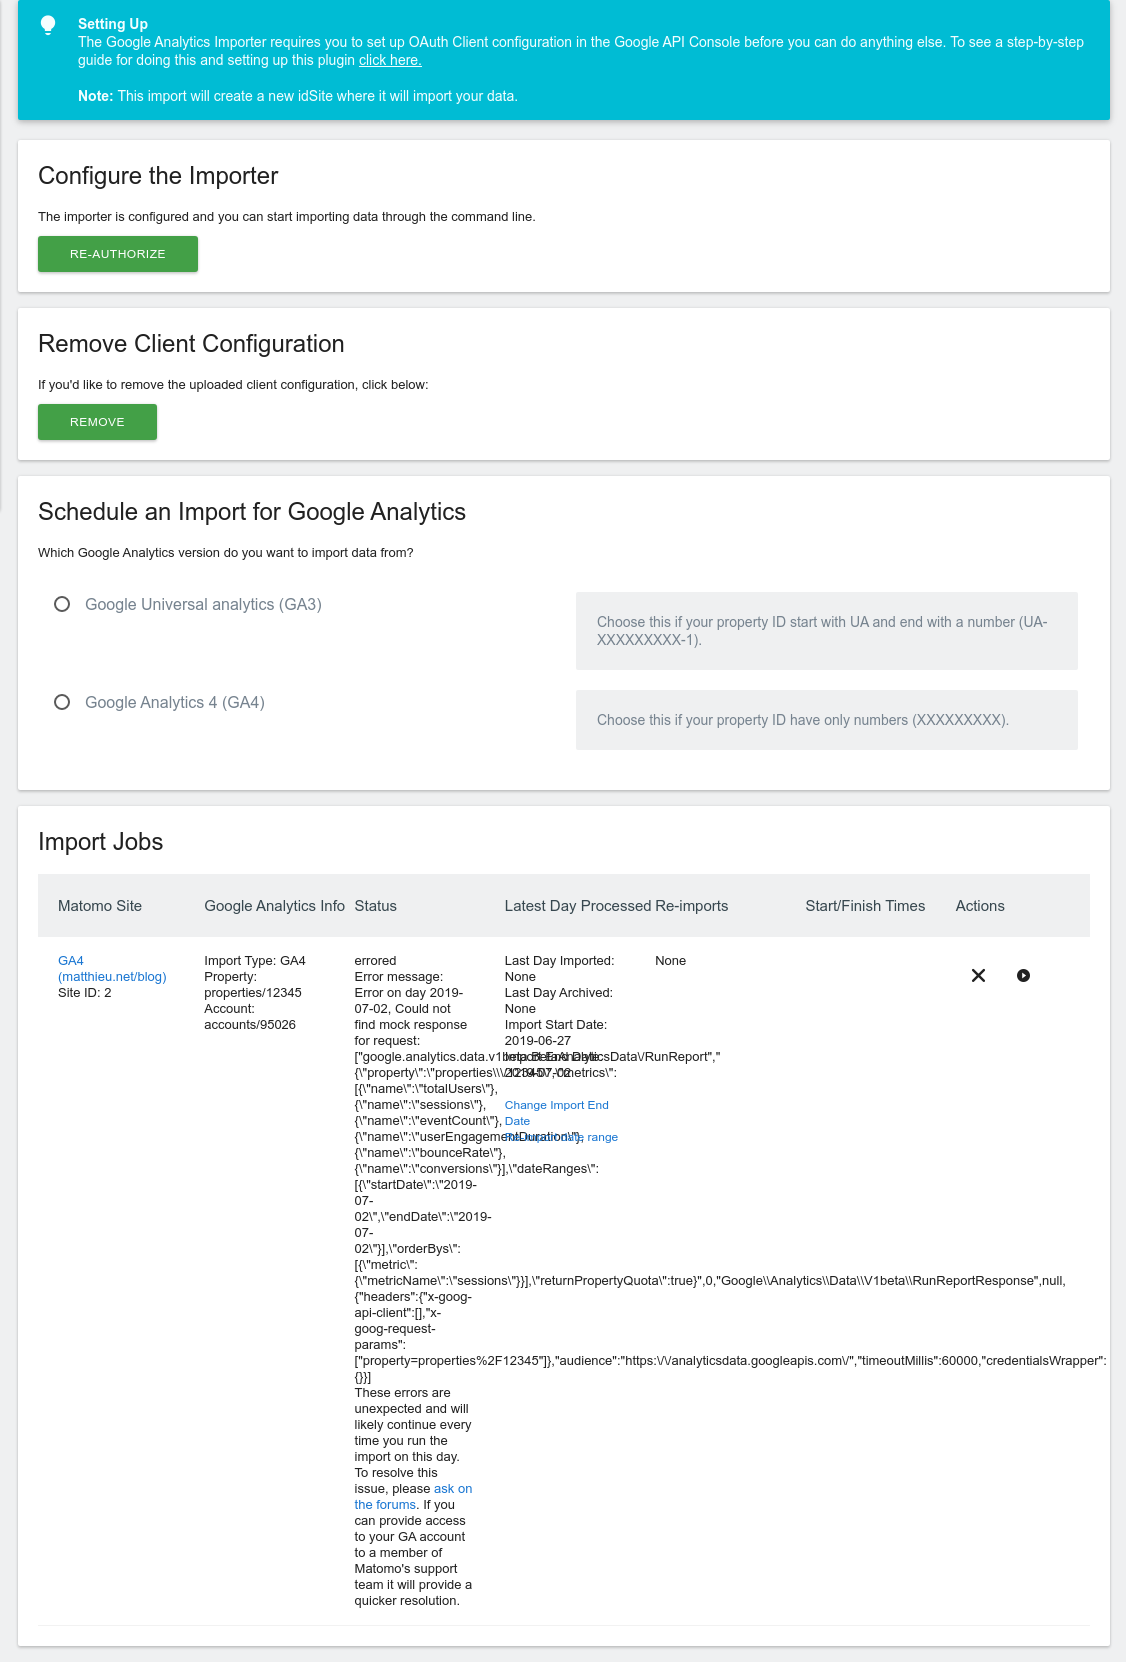 Setting Up
The Google Analytics Importer requires you to set up OAuth Client configuration in the Google API Console before you can do anything else. To see a step-by-step
guide for doing this and setting up this plugin click here.
Note: This import will create a new idSite where it will import your data.
Configure the Importer
The importer is configured and you can start importing data through the command line.
RE-AUTHORIZE
Remove Client Configuration
If you'd like to remove the uploaded client configuration, click below:
REMOVE
Schedule an Import for Google Analytics
Which Google Analytics version do you want to import data from?
Google Universal analytics (GA3)
Choose this if your property ID start with UA and end with a number (UA-
XXXXXXXXX-1).
Google Analytics 4 (GA4)
Choose this if your property ID have only numbers (XXXXXXXXX).
Import Jobs
Matomo Site
Google Analytics Info
Status
Latest Day Processed
Re-imports
Start/Finish Times
Actions
GA4
(matthieu.net/blog)
Site ID: 2
Import Type: GA4
Property:
properties/12345
Account:
accounts/95026
errored
Error message:
Error on day 2019-
07-02, Could not
find mock response
for request:
["google.analytics.data.v1beta.BetaAnalyticsData\/RunReport","
{\"property\":\"properties\\\/12345\",\"metrics\":
[{\"name\":\"totalUsers\"},
{\"name\":\"sessions\"},
{\"name\":\"eventCount\"},
{\"name\":\"userEngagementDuration\"},
{\"name\":\"bounceRate\"},
{\"name\":\"conversions\"}],\"dateRanges\":
[{\"startDate\":\"2019-
07-
02\",\"endDate\":\"2019-
07-
02\"}],\"orderBys\":
[{\"metric\":
{\"metricName\":\"sessions\"}}],\"returnPropertyQuota\":true}",0,"Google\\Analytics\\Data\\V1beta\\RunReportResponse",null,
{"headers":{"x-goog-
api-client":[],"x-
goog-request-
params":
["property=properties%2F12345"]},"audience":"https:\/\/analyticsdata.googleapis.com\/","timeoutMillis":60000,"credentialsWrapper":
{}}]
These errors are
unexpected and will
likely continue every
time you run the
import on this day.
To resolve this
issue, please ask on
the forums. If you
can provide access
to your GA account
to a member of
Matomo's support
team it will provide a
quicker resolution.
Last Day Imported:
None
Last Day Archived:
None
Import Start Date:
2019-06-27
Import End Date:
2019-07-02
Change Import End
Date
Re-import date range
None